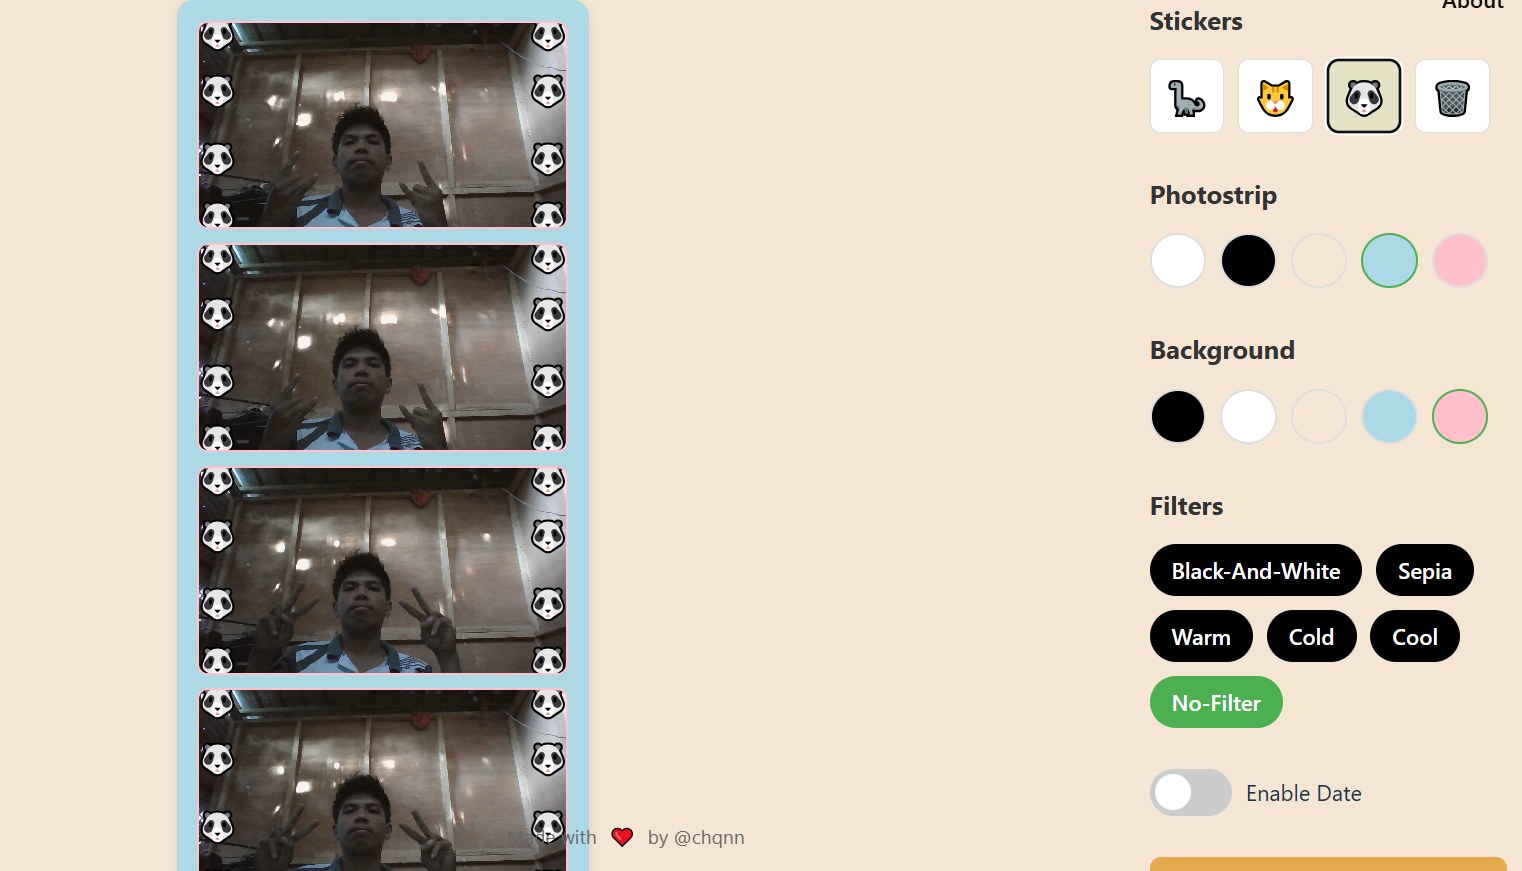 About
Stickers
Photostrip
Background
Filters
Black-And-White
Sepia
Warm
Cold
Cool
No-Filter
Enable Date
Made with ❤️ by @chqnn